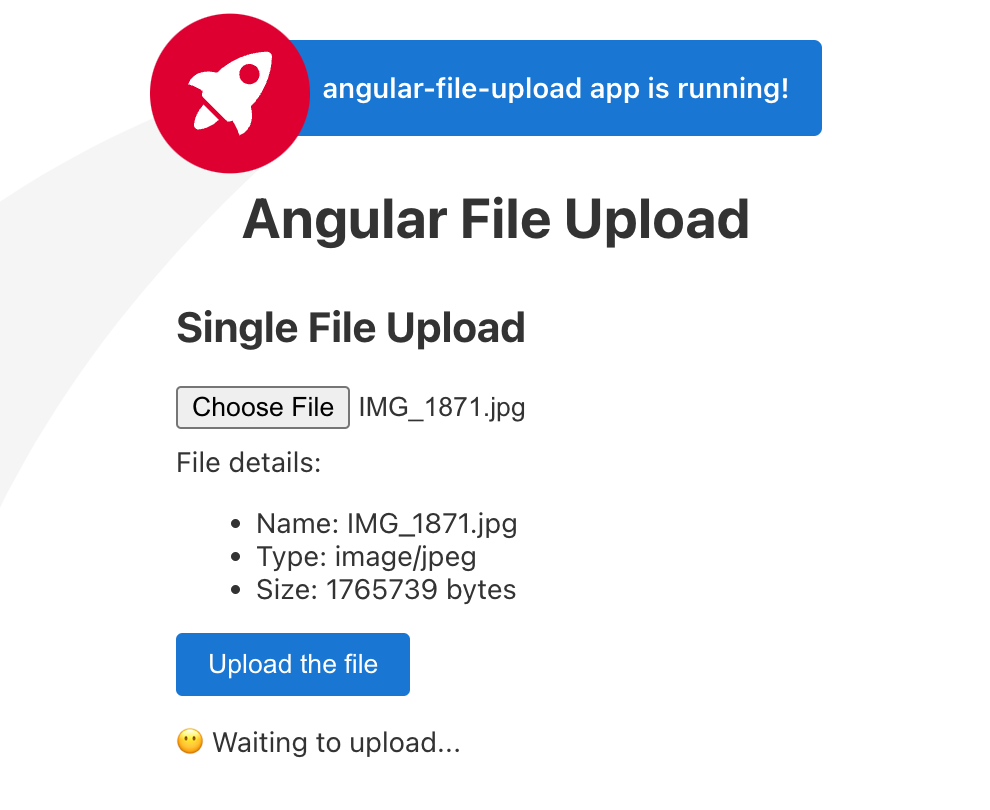 angular-file-upload app is running!
Angular File Upload
Single File Upload
Choose File IMG_1871.jpg
File details:
• Name: IMG_1871.jpg
• Type: image/jpeg
• Size: 1765739 bytes
Upload the file
😶 Waiting to upload...